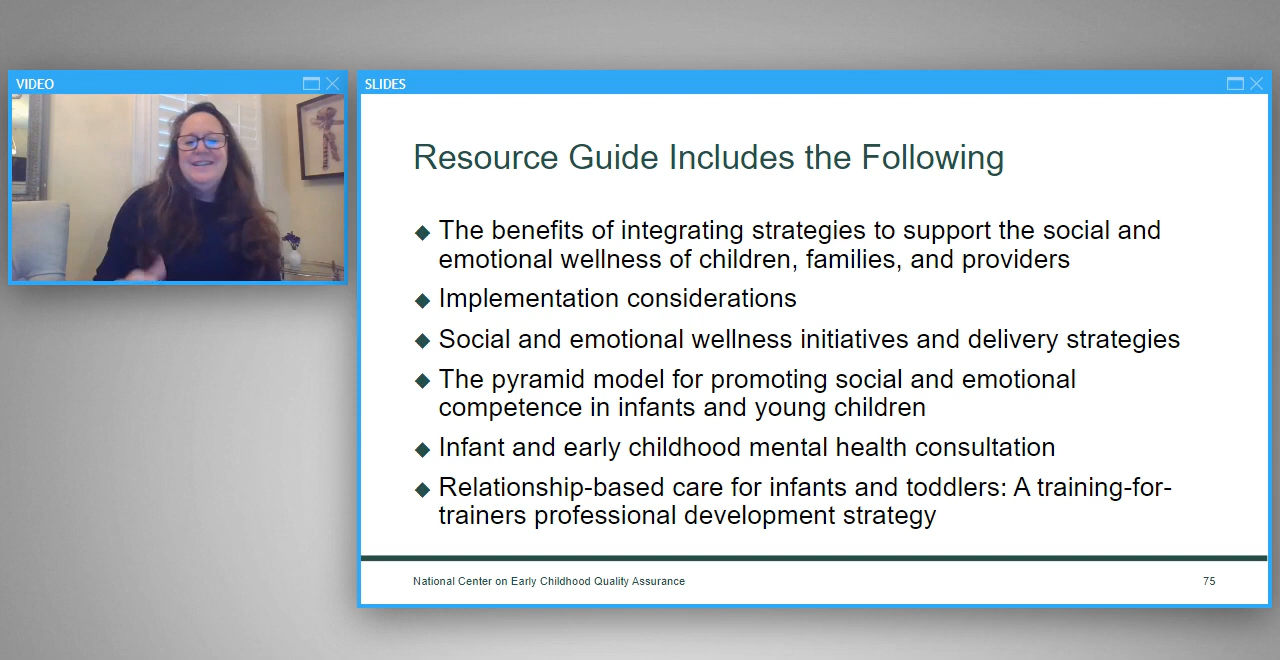 VIDEO
SLIDES
Resource Guide Includes the Following
The benefits of integrating strategies to support the social and
emotional wellness of children, families, and providers
Implementation considerations
Social and emotional wellness initiatives and delivery strategies
The pyramid model for promoting social and emotional
competence in infants and young children
Infant and early childhood mental health consultation
Relationship-based care for infants and toddlers: A training-for-
trainers professional development strategy
National Center on Early Childhood Quality Assurance
75